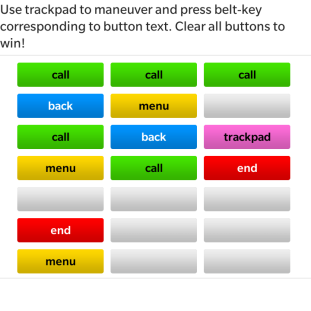 Use trackpad to maneuver and press belt-key
corresponding to button text. Clear all buttons to
win!
call call call
back menu
call back trackpad
menu call end
end
menu